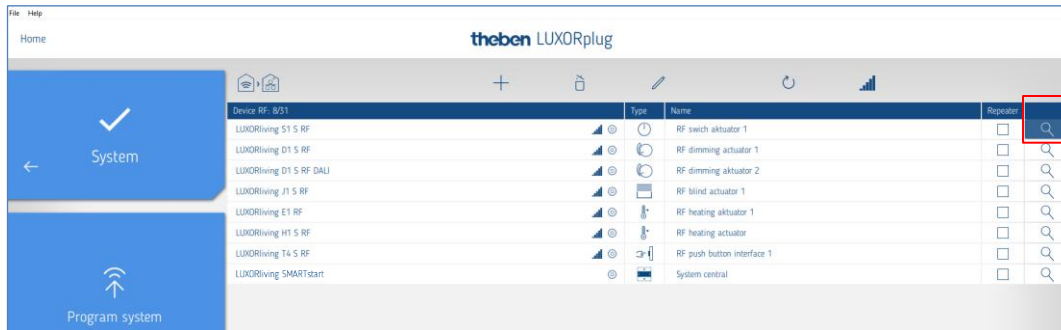 File Help
Home
theben LUXORplug
System
Program system
Device RF: 8/31 Type Name Repeater
LUXORliving S1 S RF RF swich aktuator 1
LUXORliving D1 S RF RF dimming actuator 1
LUXORliving D1 S RF DALI RF dimming aktuator 2
LUXORliving J1 S RF RF blind actuator 1
LUXORliving E1 RF RF heating aktuator 1
LUXORliving H1 S RF RF heating actuator
LUXORliving T4 S RF RF push button interface 1
LUXORliving SMARTstart System central